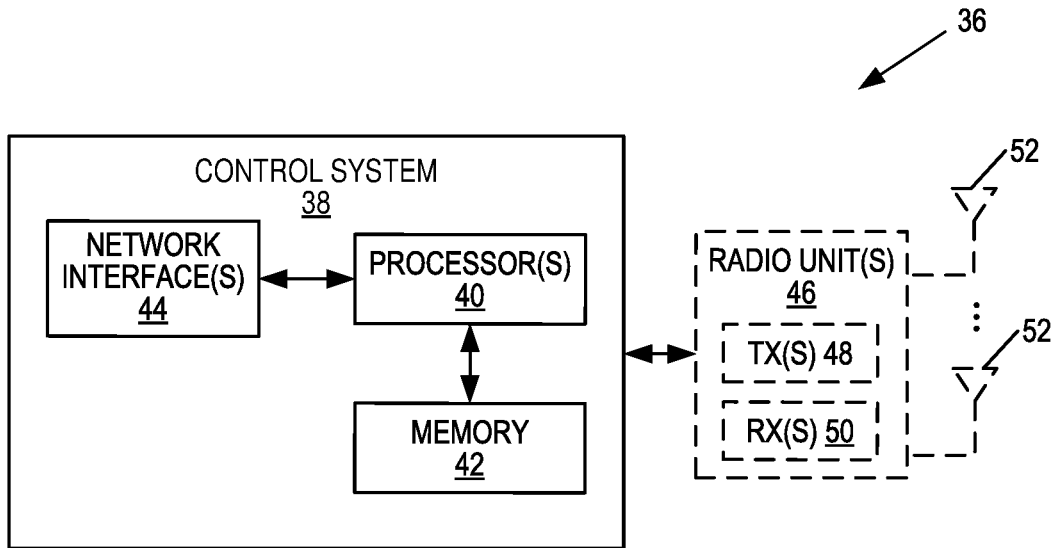 36
CONTROL SYSTEM
38
NETWORK
INTERFACE(S)
44
PROCESSOR(S)
40
MEMORY
42
RADIO UNIT(S)
46
TX(S) 48
RX(S) 50
52
52